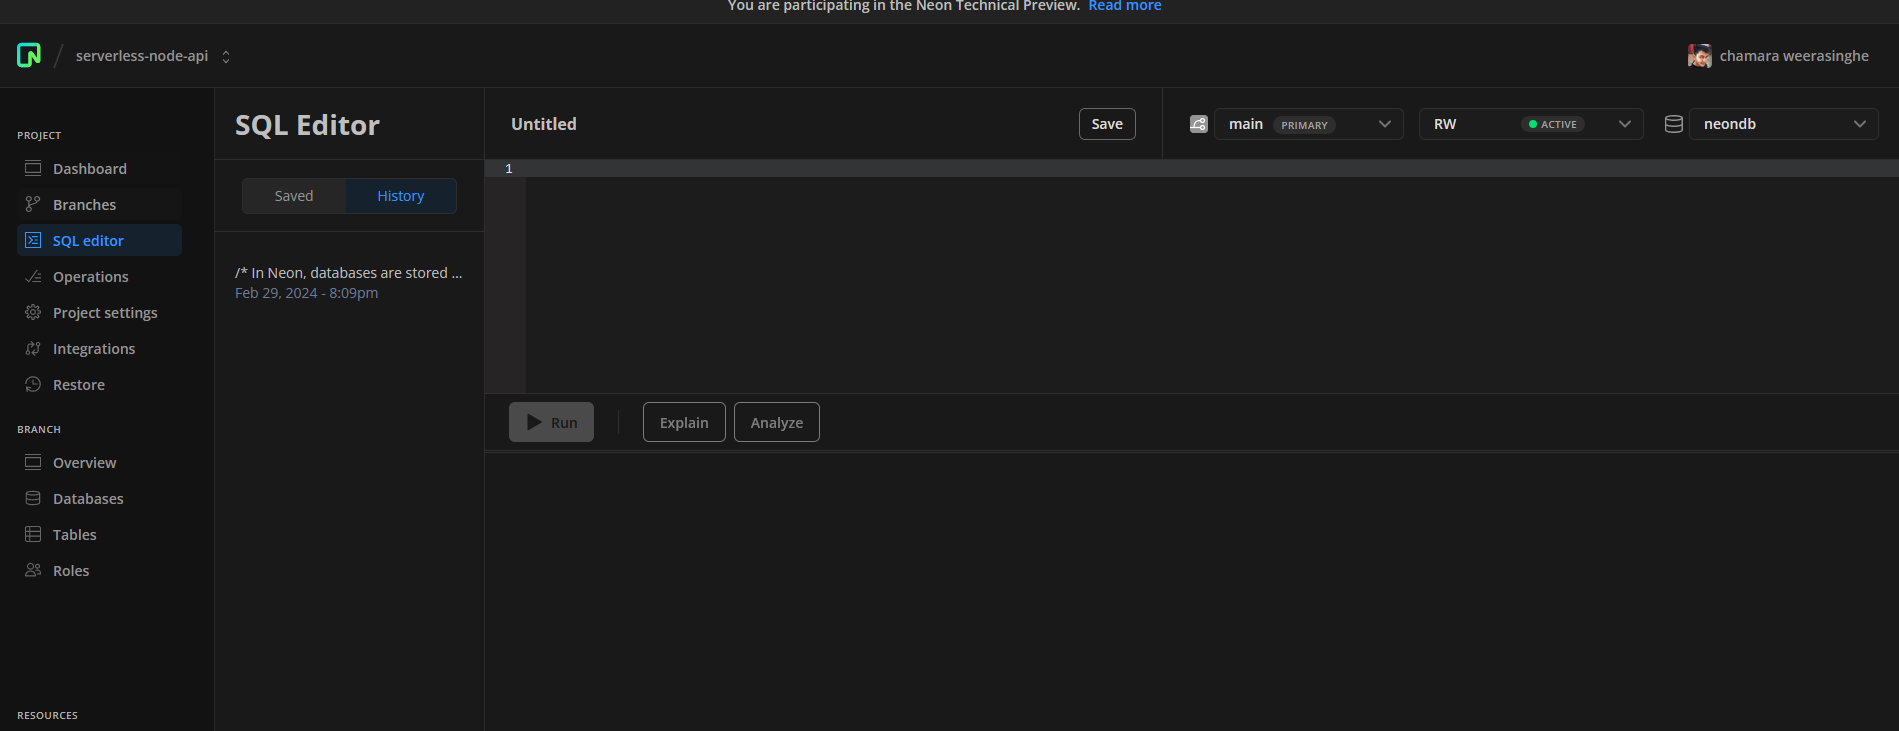 You are participating in the Neon Technical Preview. Read more
serverless-node-api
chamara weerasinghe
PROJECT
Dashboard
Branches
SQL editor
Operations
Project settings
Integrations
Restore
BRANCH
Overview
Databases
Tables
Roles
RESOURCES
SQL Editor
Saved History
/* In Neon, databases are stored ...
Feb 29, 2024 - 8:09pm
Untitled Save
main PRIMARY RW ACTIVE neondb
1
Run Explain Analyze